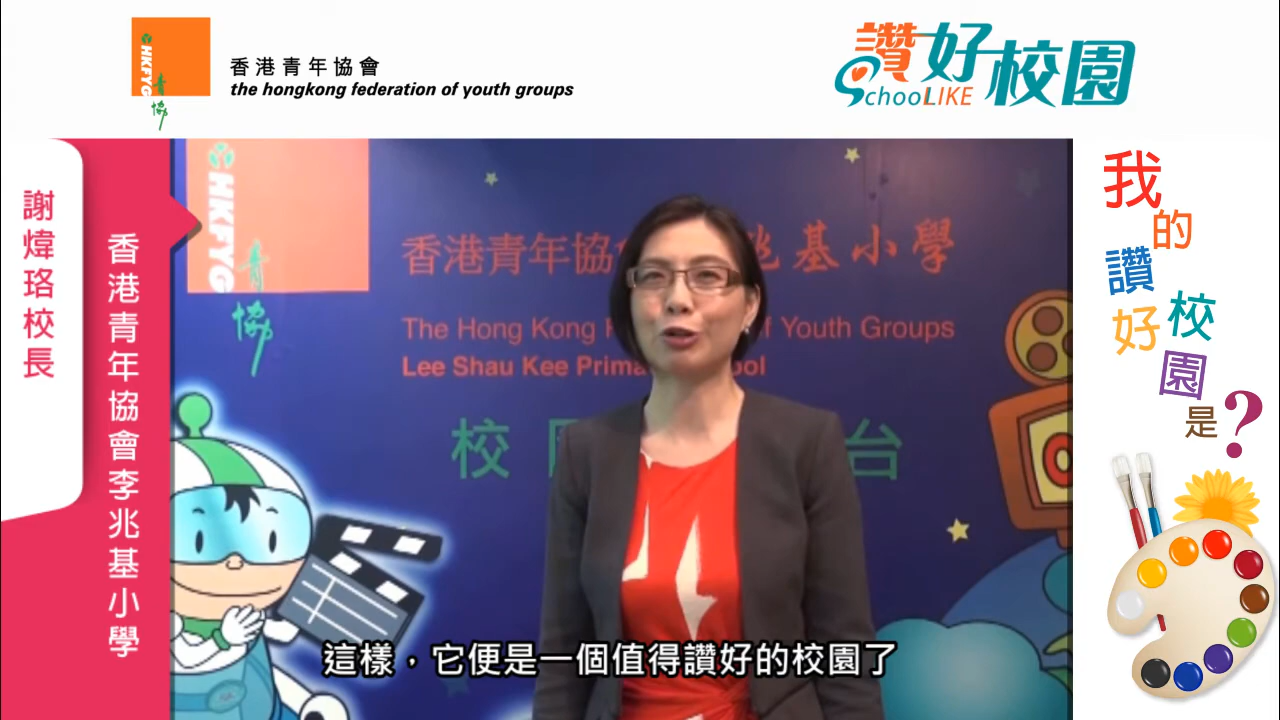 HKFYG
青協
香港青年協會
the hongkong federation of youth groups
讚好校園
SchooLIKE
謝煒珞校長
香港青年協會李兆基小學
HKFYG
青協
香港青年協 兆基小學
The Hong Kong of Youth Groups
Lee Shau Kee Prima ool
校 台
我的讚好校園是?
這樣，它便是一個值得讚好的校園了